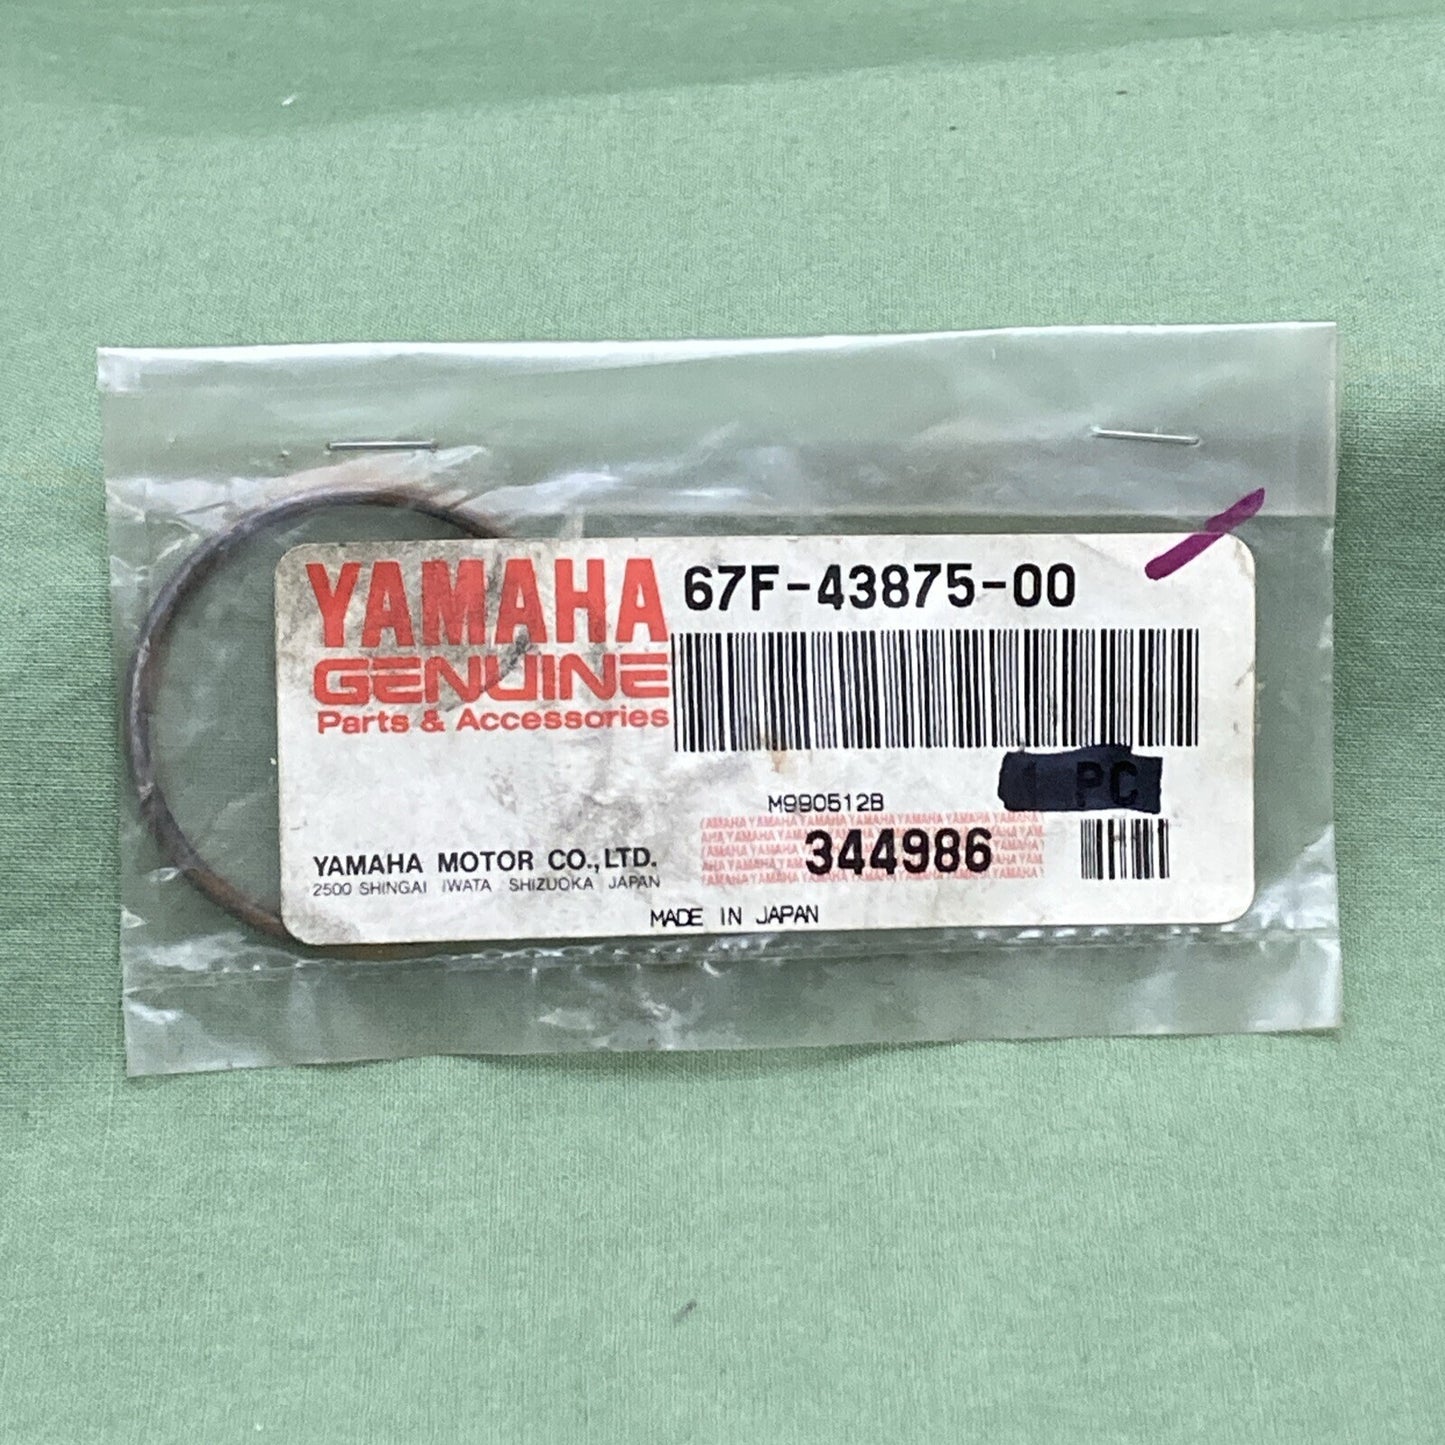 YAMAHA
GENUINE
Parts & Accessories
67F-43875-00
1 PC
M990512B
344986
YAMAHA MOTOR CO.,LTD.
2500 SHINGAI IWATA SHIZUOKA JAPAN
MADE IN JAPAN